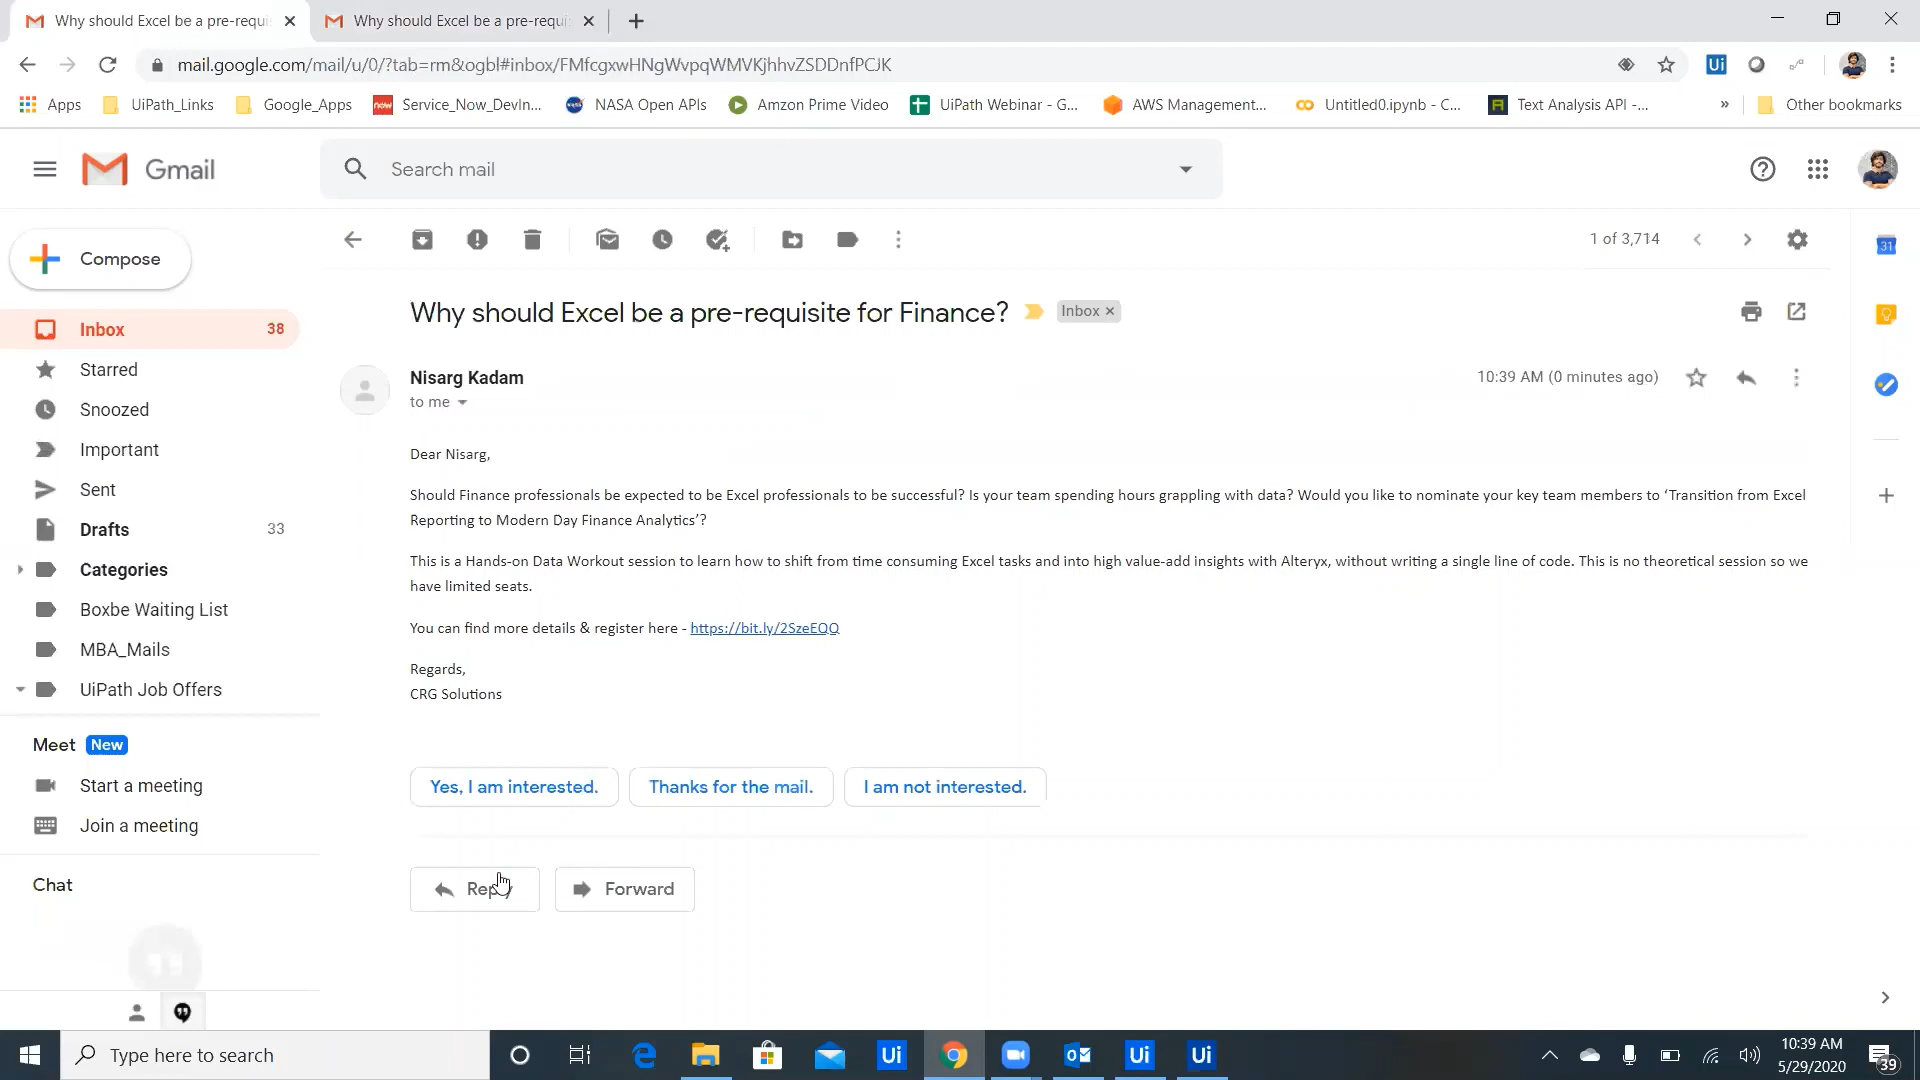 Why should Excel be a pre-requi
Why should Excel be a pre-requi
mail.google.com/mail/u/0/?tab=rm&ogbl#inbox/FMfcgxwHNgWvpqWMVKjhhvZSDDnfPCJK
Ui
Apps
UiPath_Links
Google_Apps
now
Service_Now_DevIn...
NASA Open APIs
Amzon Prime Video
UiPath Webinar - G...
AWS Management...
Untitled0.ipynb - C...
Text Analysis API -...
»
Other bookmarks
Gmail
Search mail
Compose
1 of 3,714
31
Why should Excel be a pre-requisite for Finance?
Inbox ×
Inbox 38
Starred
Snoozed
Important
Sent
Drafts 33
Categories
Boxbe Waiting List
MBA_Mails
UiPath Job Offers
Nisarg Kadam
10:39 AM (0 minutes ago)
to me
Dear Nisarg,
Should Finance professionals be expected to be Excel professionals to be successful? Is your team spending hours grappling with data? Would you like to nominate your key team members to ‘Transition from Excel
Reporting to Modern Day Finance Analytics’?
This is a Hands-on Data Workout session to learn how to shift from time consuming Excel tasks and into high value-add insights with Alteryx, without writing a single line of code. This is no theoretical session so we
have limited seats.
You can find more details & register here - https://bit.ly/2SzeEQQ
Regards,
CRG Solutions
Meet New
Start a meeting
Join a meeting
Chat
Yes, I am interested.
Thanks for the mail.
I am not interested.
Reply
Forward
Type here to search
Ui
Ui
Ui
10:39 AM
5/29/2020
39